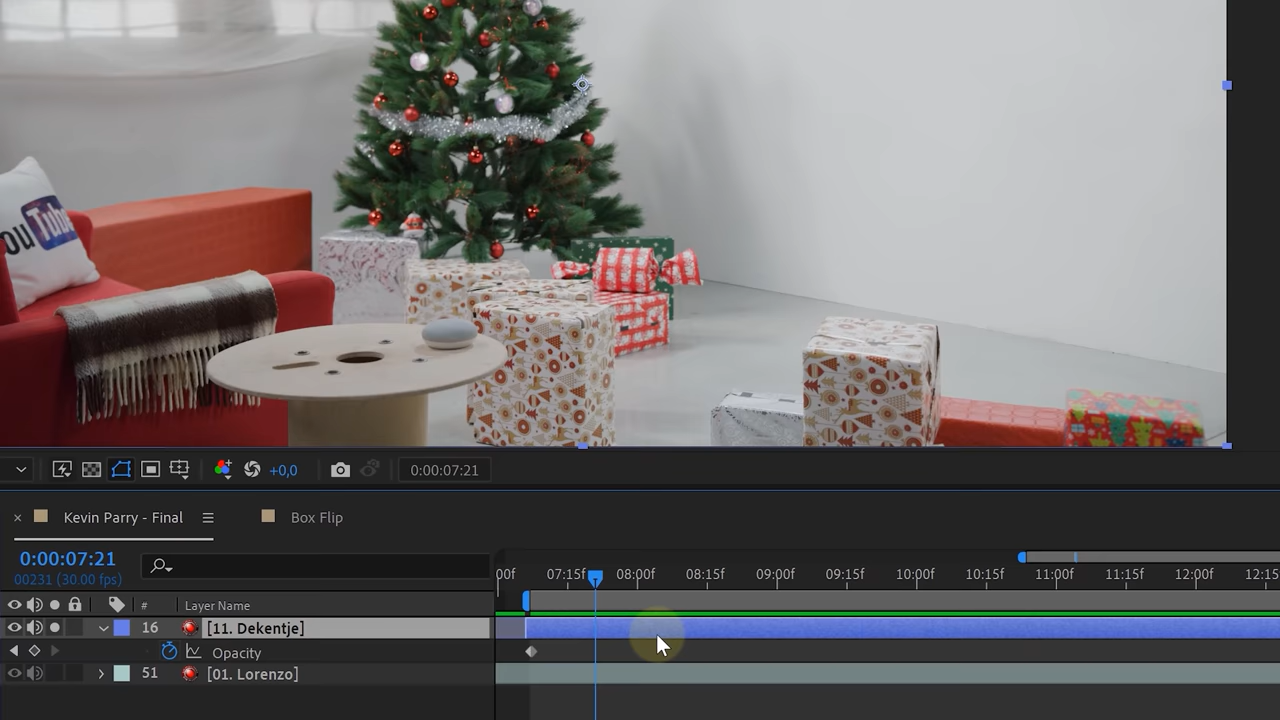 ou Tube
+0,0
0:00:07:21
× Kevin Parry - Final
Box Flip
0:00:07:21
00231 (30.00 fps)
00f 07:15f 08:00f 08:15f 09:00f 09:15f 10:00f 10:15f 11:00f 11:15f 12:00f 12:15
# Layer Name
16 [11. Dekentje]
Opacity
51 [01. Lorenzo]